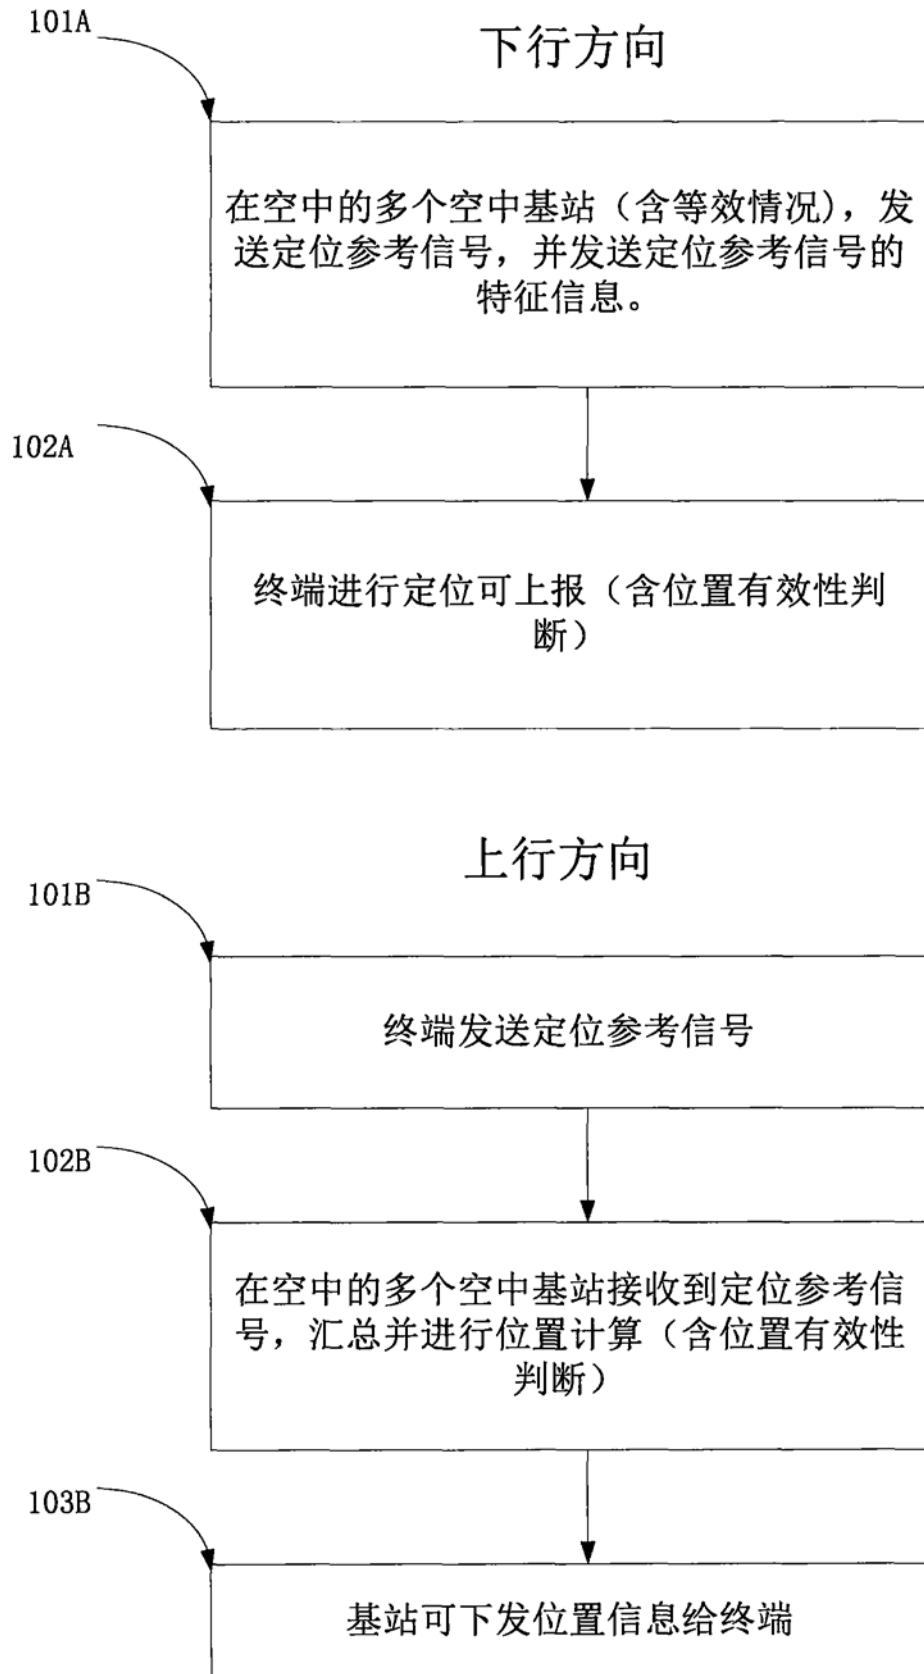 101A
下行方向
在空中的多个空中基站（含等效情况)，发
送定位参考信号，并发送定位参考信号的
特征信息。
102A
终端进行定位可上报（含位置有效性判
断）
上行方向
101B
终端发送定位参考信号
102B
在空中的多个空中基站接收到定位参考信
号，汇总并进行位置计算（含位置有效性
判断）
103B
基站可下发位置信息给终端